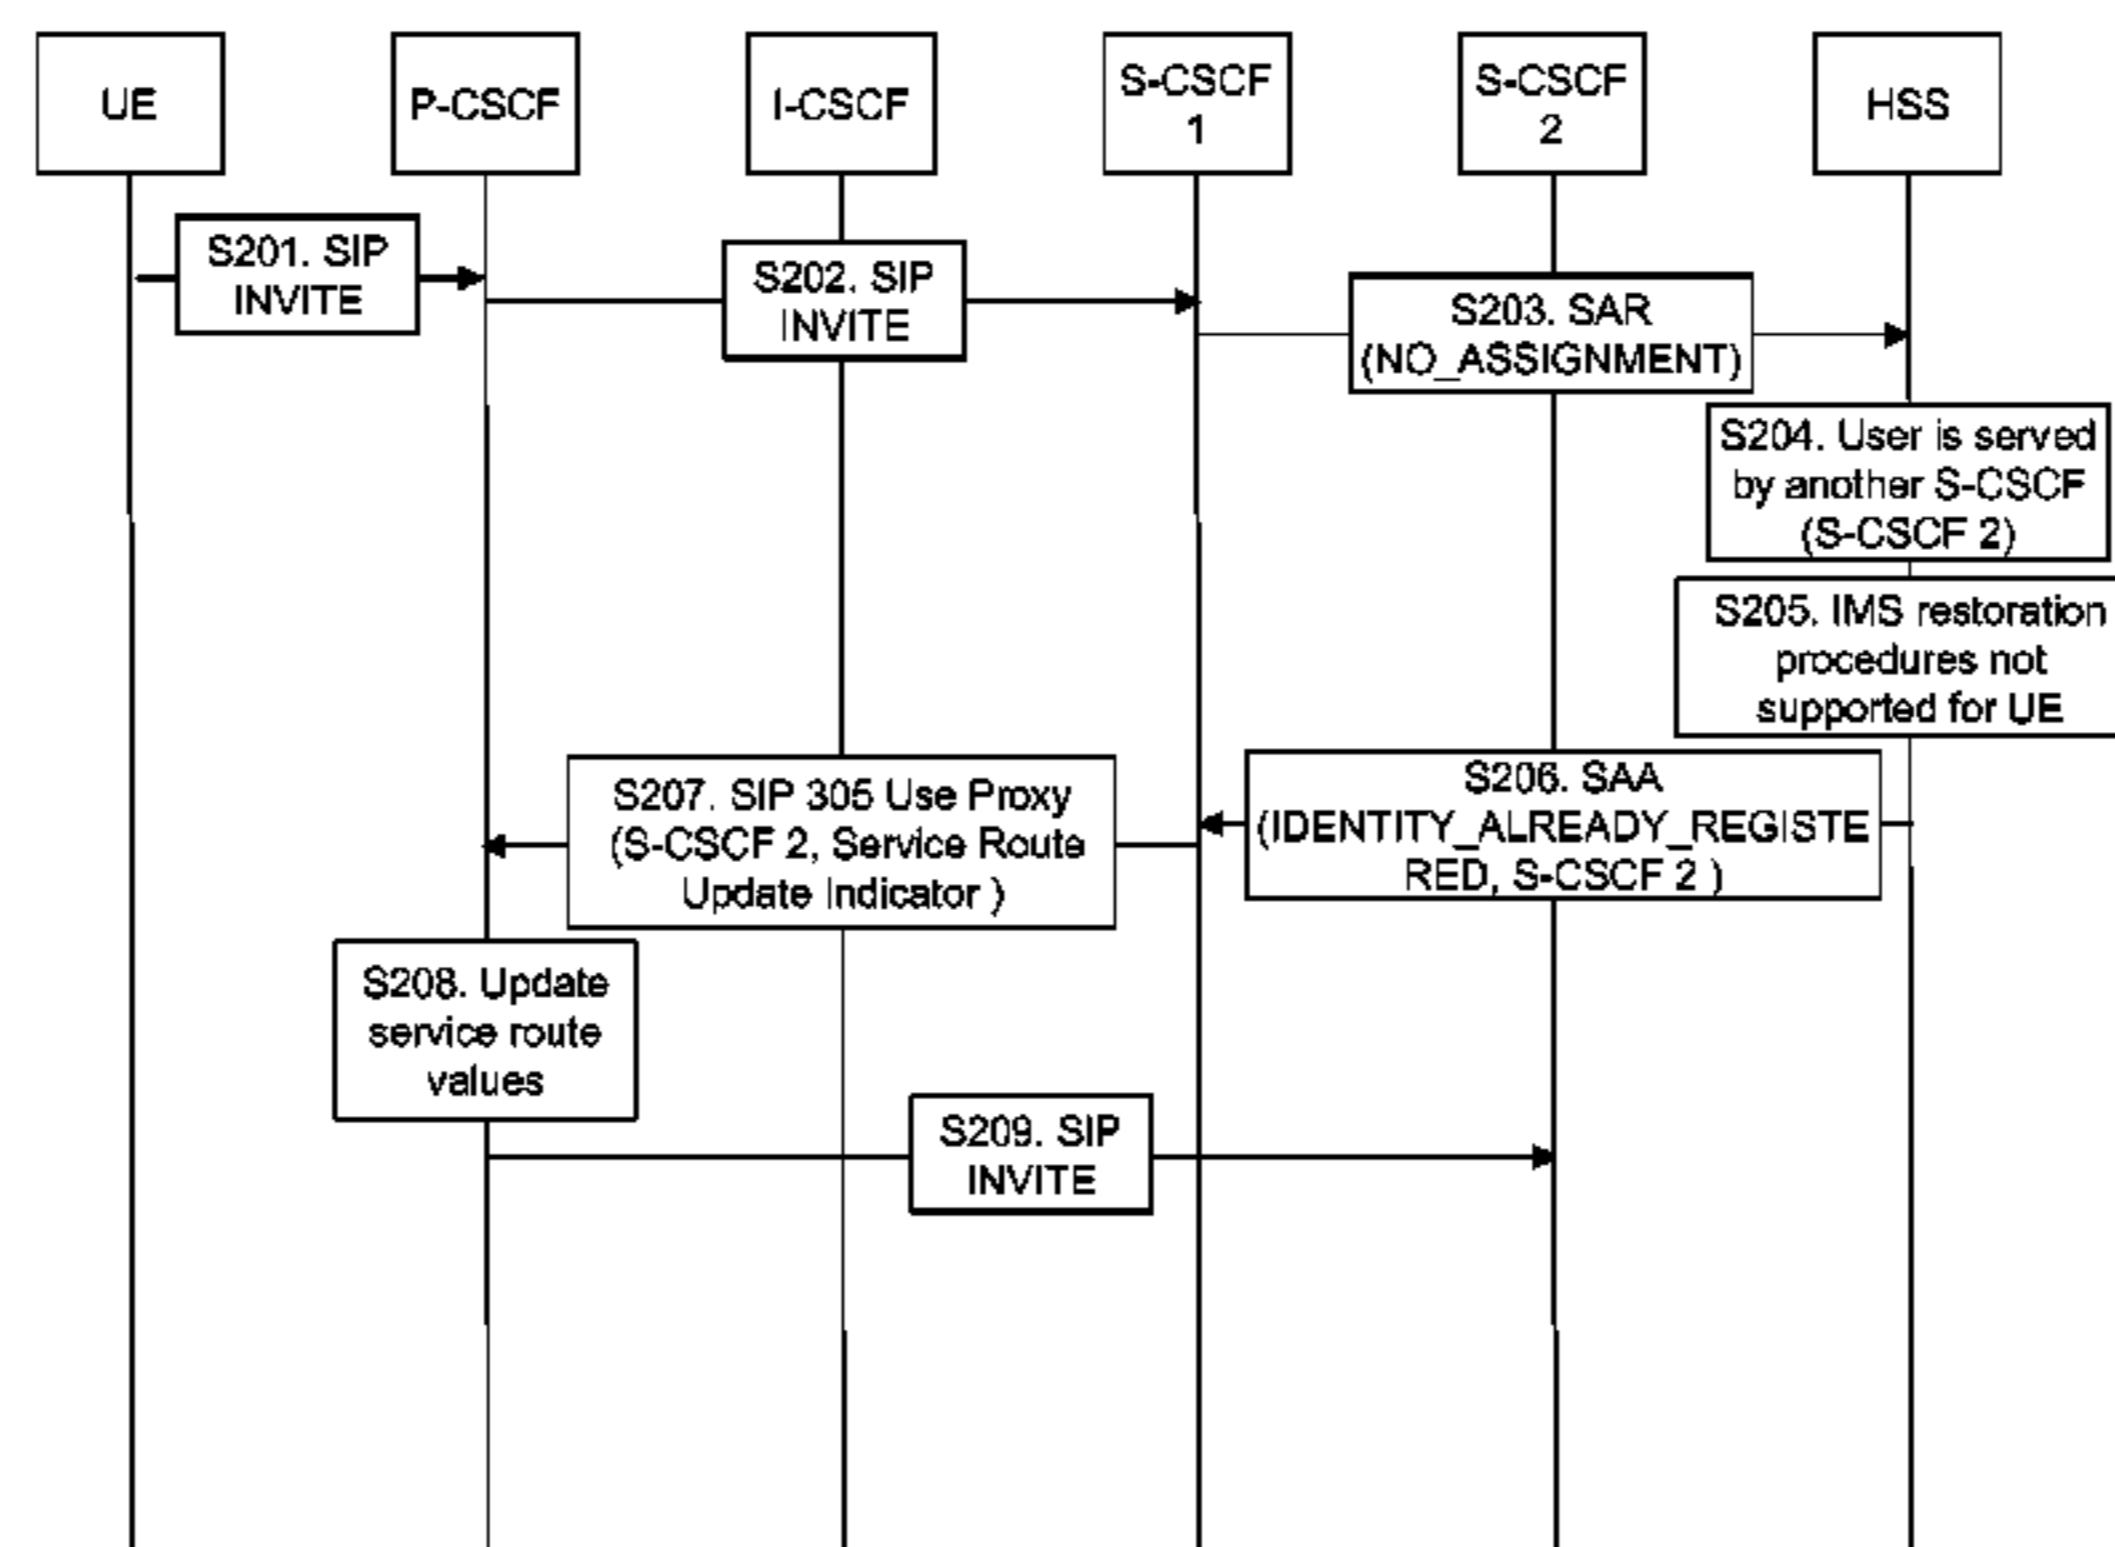 UE
P-CSCF
I-CSCF
S-CSCF
1
S-CSCF
2
HSS
S201. SIP
INVITE
S202. SIP
INVITE
S203. SAR
(NO_ASSIGNMENT)
S204. User is served
by another S-CSCF
(S-CSCF 2)
S205. IMS restoration
procedures not
supported for UE
S206. SAA
(IDENTITY_ALREADY_REGISTE
RED, S-CSCF 2 )
S207. SIP 305 Use Proxy
(S-CSCF 2, Service Route
Update Indicator )
S208. Update
service route
values
S209. SIP
INVITE